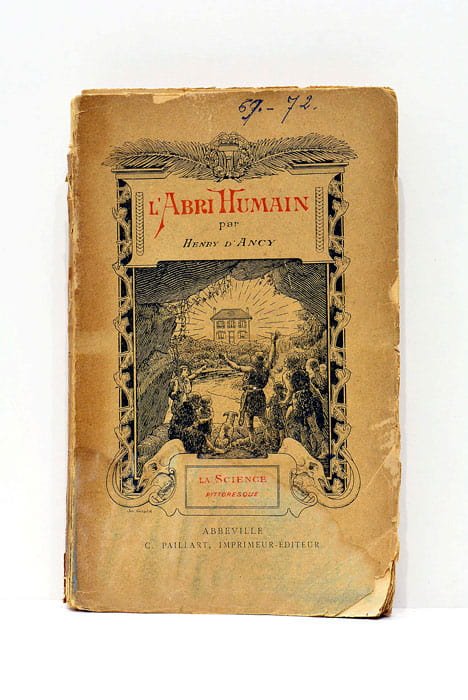 69.-72.
L'ABRI HUMAIN
par
HENRY D'ANCY
LA SCIENCE
PITTORESQUE
ABBEVILLE
C. PAILLART, IMPRIMEUR-ÉDITEUR